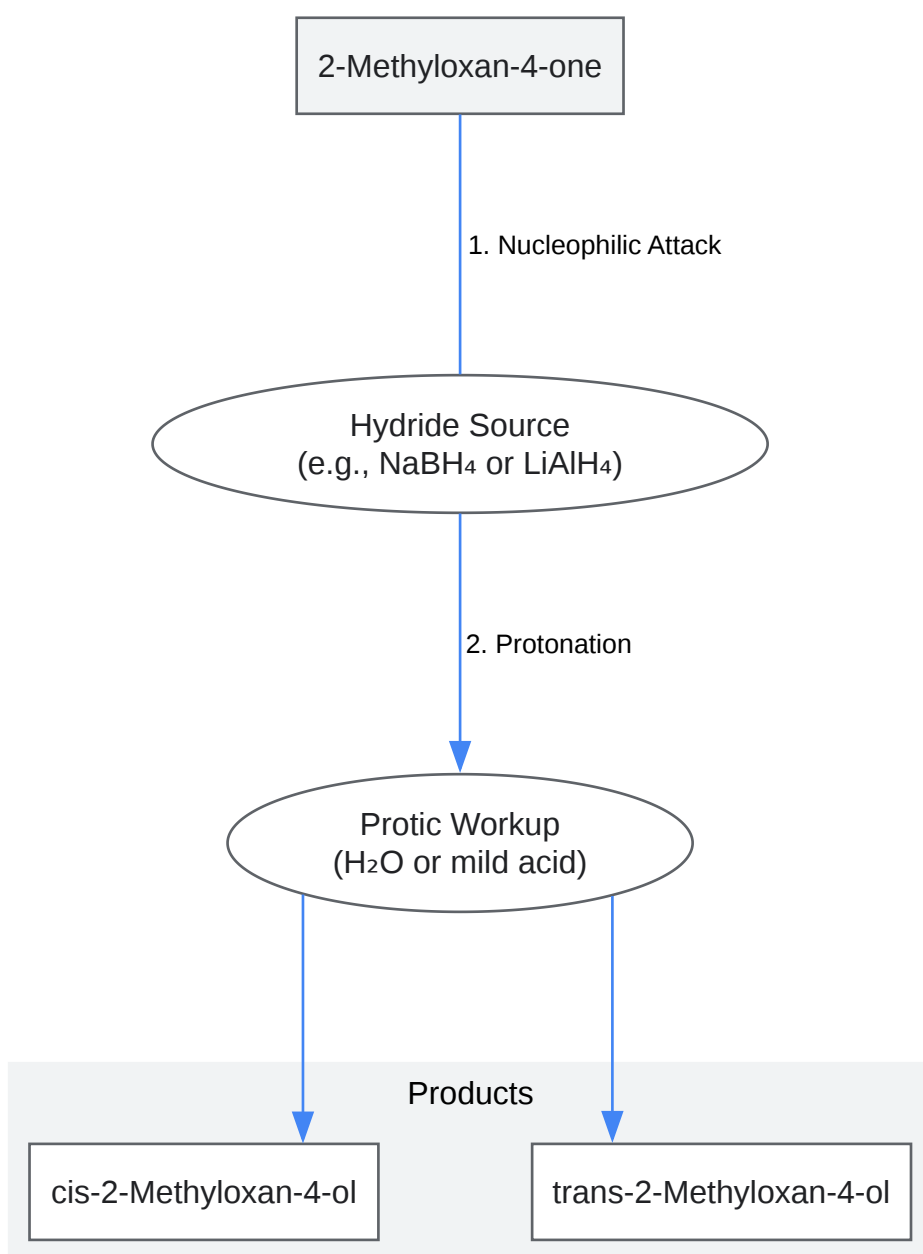 2-Methyloxan-4-one
1. Nucleophilic Attack
Hydride Source
(e.g., NaBH₄ or LiAlH₄)
2. Protonation
Protic Workup
(H₂O or mild acid)
Products
cis-2-Methyloxan-4-ol
trans-2-Methyloxan-4-ol